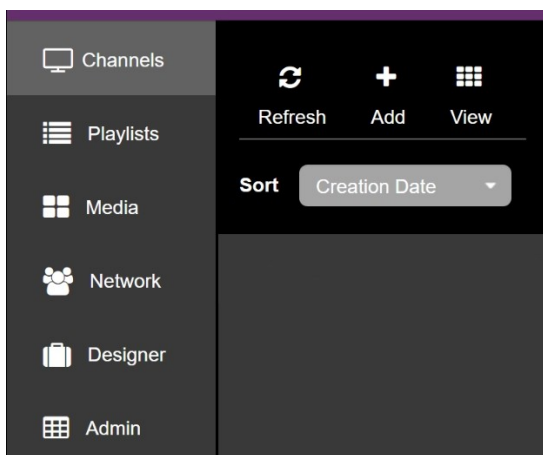 Channels
Playlists
Media
Network
Designer
Admin
Refresh Add View
Sort Creation Date